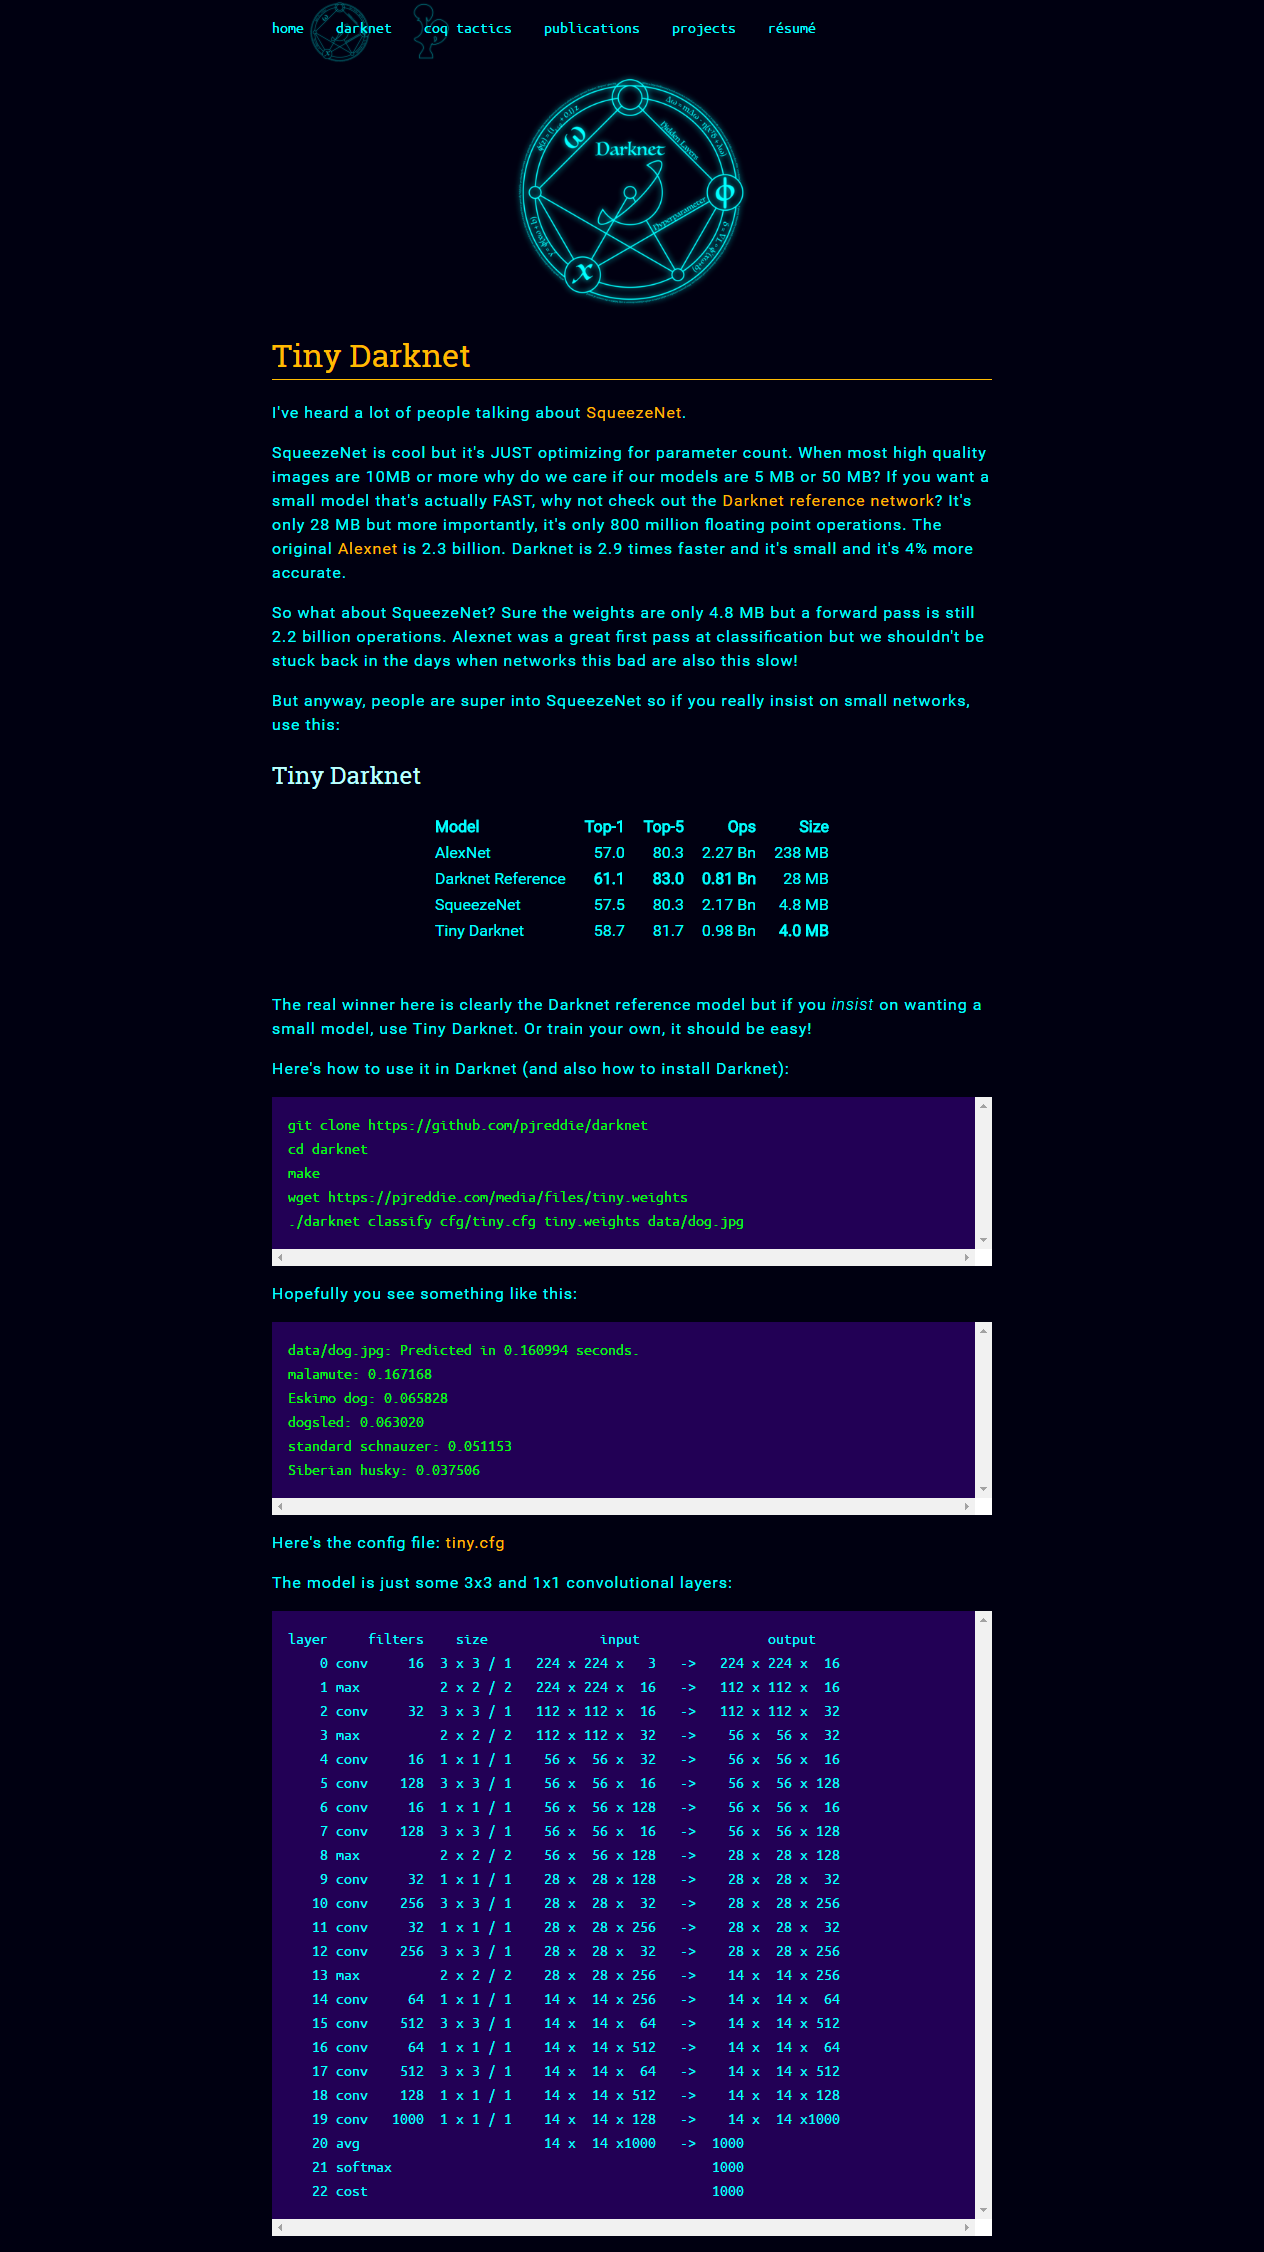 home darknet coq tactics publications projects résumé
Darknet
Hidden Layers
Hyperparameter
ω
ϕ
x
Tiny Darknet
I've heard a lot of people talking about SqueezeNet.
SqueezeNet is cool but it's JUST optimizing for parameter count. When most high quality
images are 10MB or more why do we care if our models are 5 MB or 50 MB? If you want a
small model that's actually FAST, why not check out the Darknet reference network? It's
only 28 MB but more importantly, it's only 800 million floating point operations. The
original Alexnet is 2.3 billion. Darknet is 2.9 times faster and it's small and it's 4% more
accurate.
So what about SqueezeNet? Sure the weights are only 4.8 MB but a forward pass is still
2.2 billion operations. Alexnet was a great first pass at classification but we shouldn't be
stuck back in the days when networks this bad are also this slow!
But anyway, people are super into SqueezeNet so if you really insist on small networks,
use this:
Tiny Darknet
Model Top-1 Top-5 Ops Size
AlexNet 57.0 80.3 2.27 Bn 238 MB
Darknet Reference 61.1 83.0 0.81 Bn 28 MB
SqueezeNet 57.5 80.3 2.17 Bn 4.8 MB
Tiny Darknet 58.7 81.7 0.98 Bn 4.0 MB
The real winner here is clearly the Darknet reference model but if you insist on wanting a
small model, use Tiny Darknet. Or train your own, it should be easy!
Here's how to use it in Darknet (and also how to install Darknet):
git clone https://github.com/pjreddie/darknet
cd darknet
make
wget https://pjreddie.com/media/files/tiny.weights
./darknet classify cfg/tiny.cfg tiny.weights data/dog.jpg
Hopefully you see something like this:
data/dog.jpg: Predicted in 0.160994 seconds.
malamute: 0.167168
Eskimo dog: 0.065828
dogsled: 0.063020
standard schnauzer: 0.051153
Siberian husky: 0.037506
Here's the config file: tiny.cfg
The model is just some 3x3 and 1x1 convolutional layers:
layer     filters    size              input                output
    0 conv     16  3 x 3 / 1   224 x 224 x   3   ->   224 x 224 x  16
    1 max          2 x 2 / 2   224 x 224 x  16   ->   112 x 112 x  16
    2 conv     32  3 x 3 / 1   112 x 112 x  16   ->   112 x 112 x  32
    3 max          2 x 2 / 2   112 x 112 x  32   ->    56 x  56 x  32
    4 conv     16  1 x 1 / 1    56 x  56 x  32   ->    56 x  56 x  16
    5 conv    128  3 x 3 / 1    56 x  56 x  16   ->    56 x  56 x 128
    6 conv     16  1 x 1 / 1    56 x  56 x 128   ->    56 x  56 x  16
    7 conv    128  3 x 3 / 1    56 x  56 x  16   ->    56 x  56 x 128
    8 max          2 x 2 / 2    56 x  56 x 128   ->    28 x  28 x 128
    9 conv     32  1 x 1 / 1    28 x  28 x 128   ->    28 x  28 x  32
   10 conv    256  3 x 3 / 1    28 x  28 x  32   ->    28 x  28 x 256
   11 conv     32  1 x 1 / 1    28 x  28 x 256   ->    28 x  28 x  32
   12 conv    256  3 x 3 / 1    28 x  28 x  32   ->    28 x  28 x 256
   13 max          2 x 2 / 2    28 x  28 x 256   ->    14 x  14 x 256
   14 conv     64  1 x 1 / 1    14 x  14 x 256   ->    14 x  14 x  64
   15 conv    512  3 x 3 / 1    14 x  14 x  64   ->    14 x  14 x 512
   16 conv     64  1 x 1 / 1    14 x  14 x 512   ->    14 x  14 x  64
   17 conv    512  3 x 3 / 1    14 x  14 x  64   ->    14 x  14 x 512
   18 conv    128  1 x 1 / 1    14 x  14 x 512   ->    14 x  14 x 128
   19 conv   1000  1 x 1 / 1    14 x  14 x 128   ->    14 x  14 x1000
   20 avg                       14 x  14 x1000   ->  1000
   21 softmax                                        1000
   22 cost                                           1000